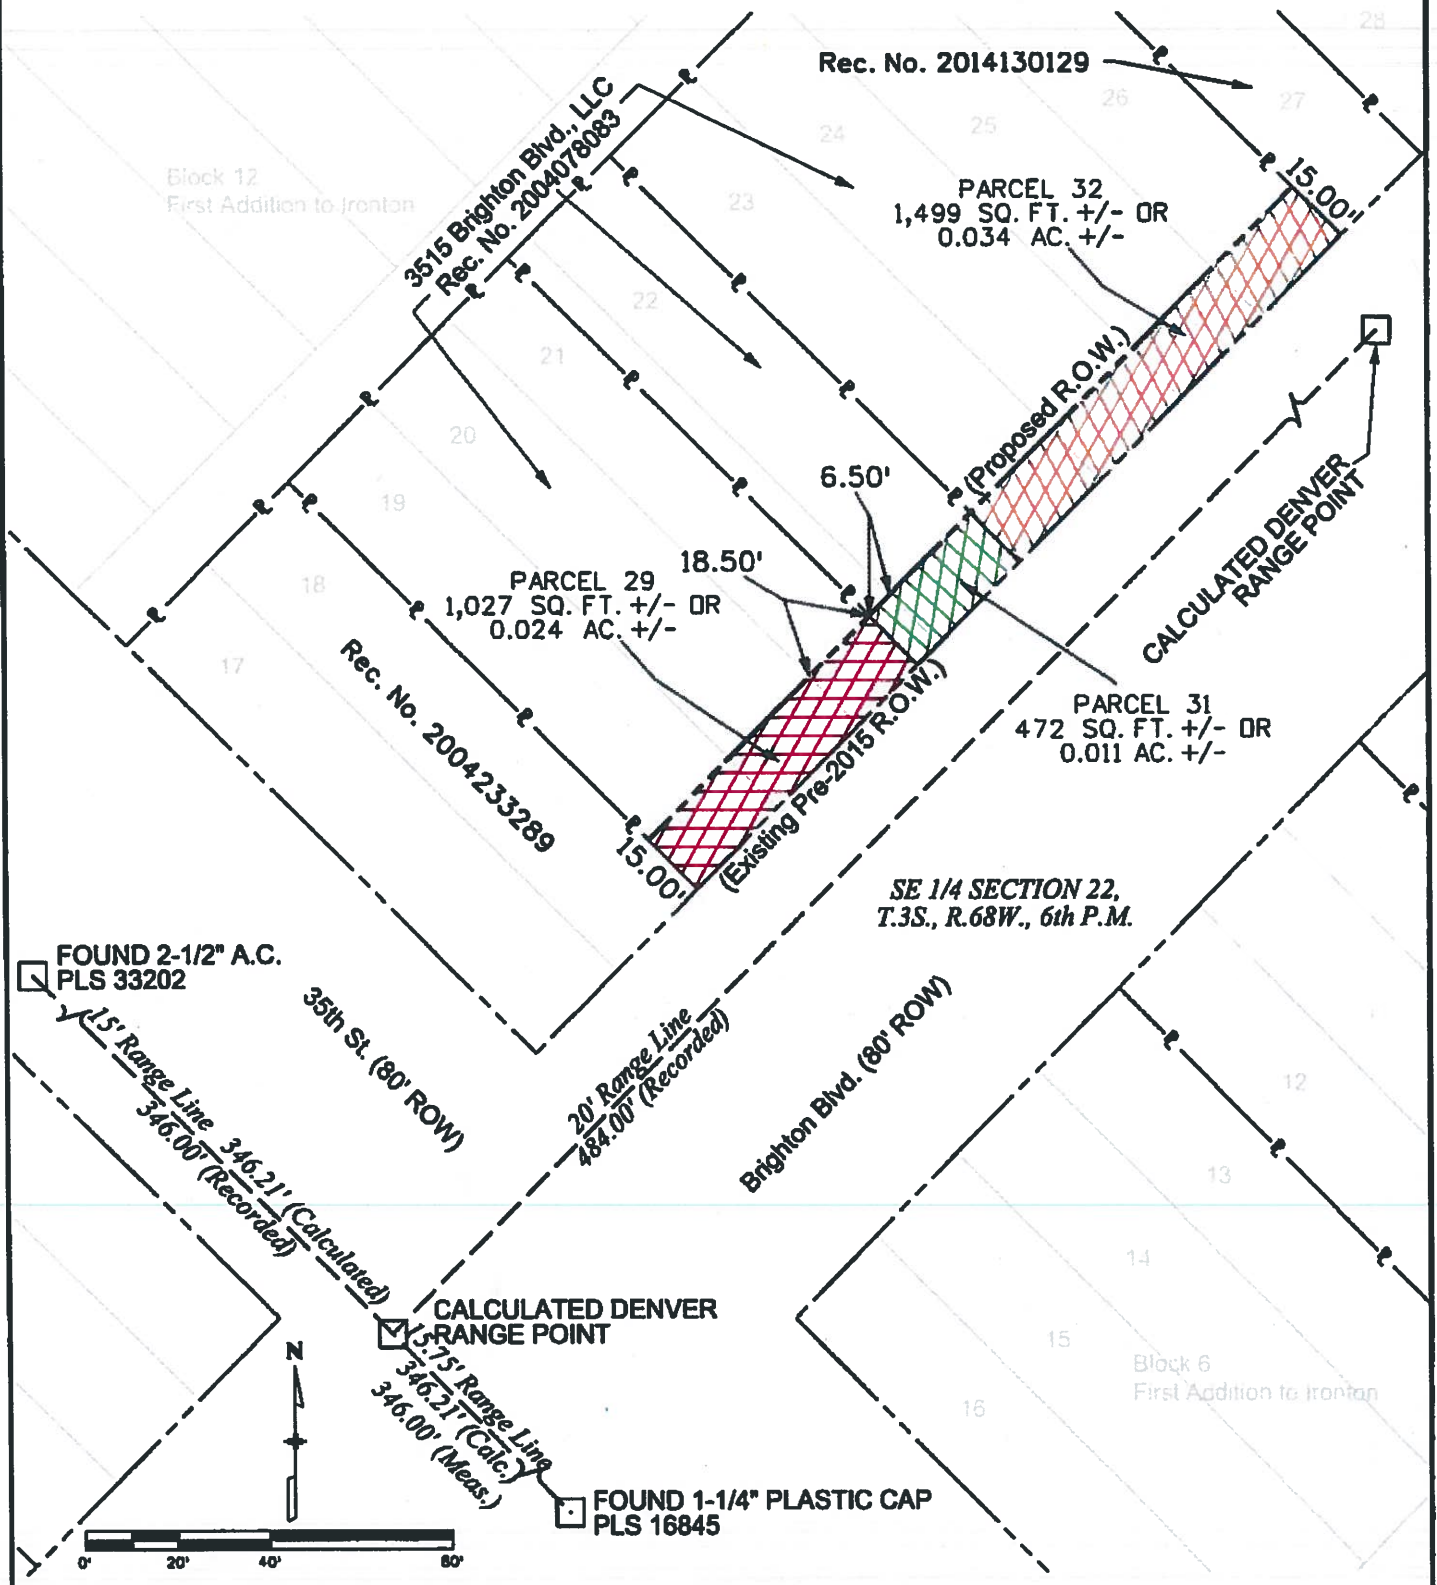 28
Rec. No. 2014130129
27
26
25
24
23
22
21
20
19
18
17
Block 12
First Addition to Ironton
3515 Brighton Blvd., LLC
Rec. No. 2004078083
PARCEL 32
1,499 SQ. FT. +/- OR
0.034 AC. +/-
15.00'
(Proposed R.O.W.)
6.50'
18.50'
PARCEL 29
1,027 SQ. FT. +/- OR
0.024 AC. +/-
CALCULATED DENVER
RANGE POINT
Rec. No. 2004233289
PARCEL 31
472 SQ. FT. +/- OR
0.011 AC. +/-
(Existing Pre-2015 R.O.W.)
15.00'
SE 1/4 SECTION 22,
T.3S., R.68W., 6th P.M.
FOUND 2-1/2" A.C.
PLS 33202
35th St. (80' ROW)
20' Range Line
484.00' (Recorded)
Brighton Blvd. (80' ROW)
15' Range Line 346.21' (Calculated)
346.00' (Recorded)
12
13
14
15
16
Block 6
First Addition to Ironton
CALCULATED DENVER
RANGE POINT
15.75' Range Line
346.21' (Calc.)
346.00' (Meas.)
N
FOUND 1-1/4" PLASTIC CAP
PLS 16845
0' 20' 40' 80'